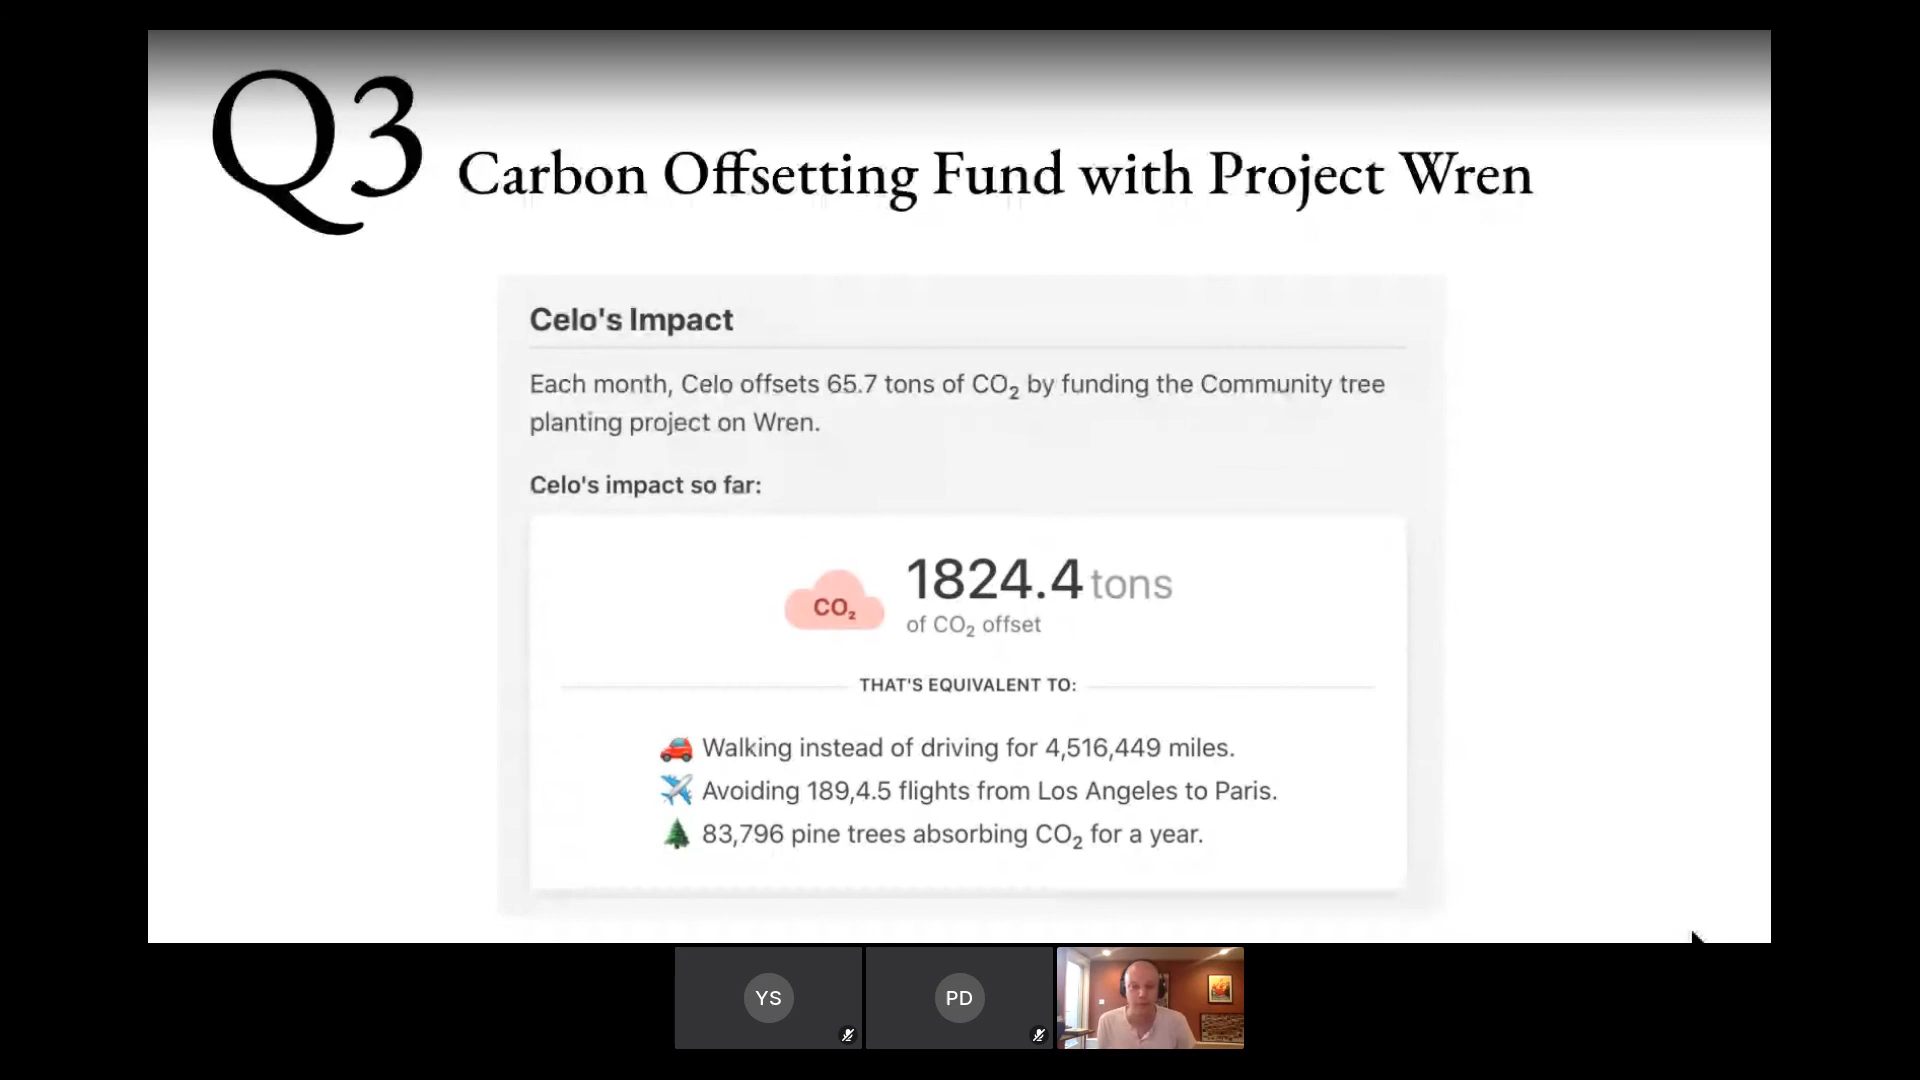 Q3 Carbon Offsetting Fund with Project Wren
Celo's Impact
Each month, Celo offsets 65.7 tons of CO₂ by funding the Community tree
planting project on Wren.
Celo's impact so far:
CO₂
1824.4 tons
of CO₂ offset
THAT'S EQUIVALENT TO:
Walking instead of driving for 4,516,449 miles.
Avoiding 189,4.5 flights from Los Angeles to Paris.
83,796 pine trees absorbing CO₂ for a year.
YS
PD